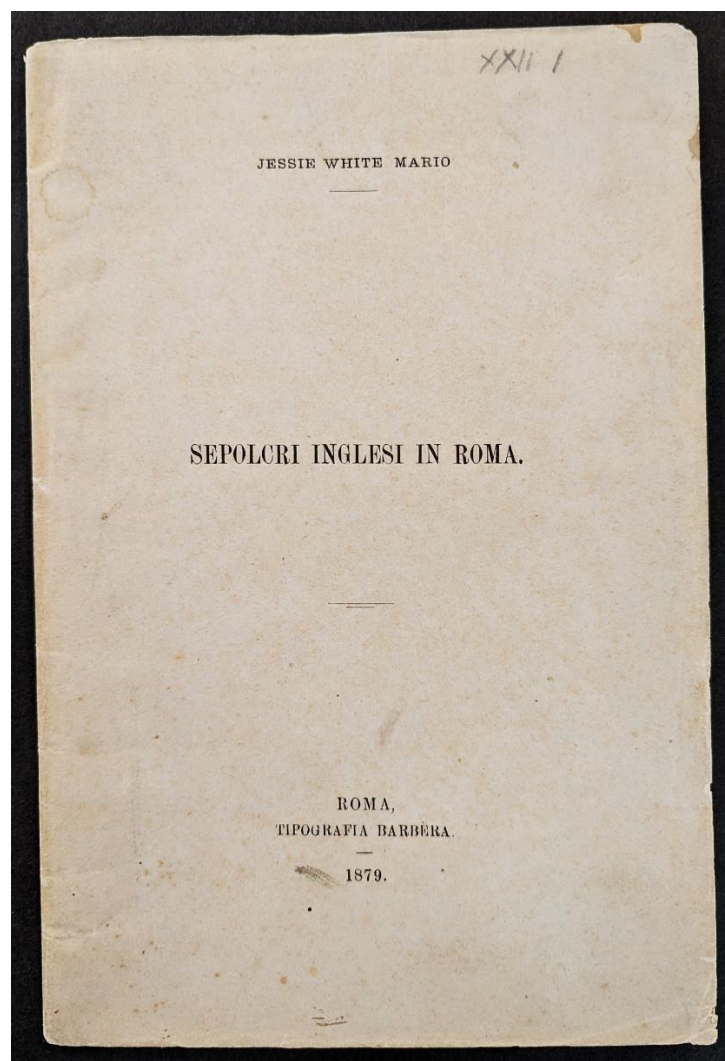 XXII 1
JESSIE WHITE MARIO
SEPOLCRI INGLESI IN ROMA.
ROMA,
TIPOGRAFIA BARBÈRA.
1879.